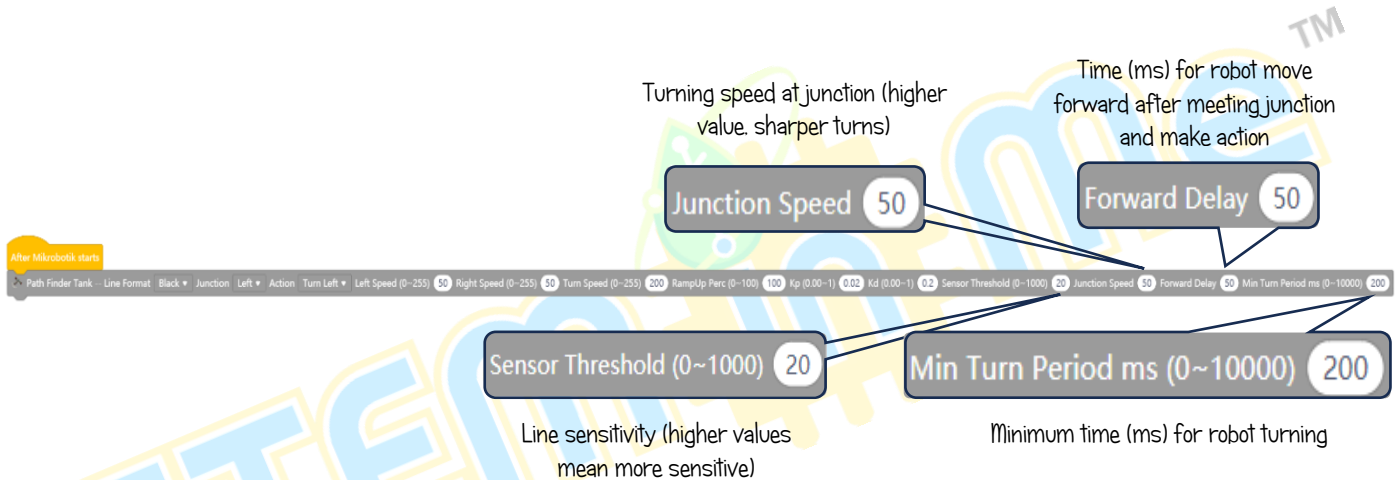 TM
Time (ms) for robot move
forward after meeting junction
and make action
Turning speed at junction (higher
value. sharper turns)
Junction Speed 50
Forward Delay 50
After Mikrobotik starts
Path Finder Tank -- Line Format Black ▾ Junction Left ▾ Action Turn Left ▾ Left Speed (0~255) 50 Right Speed (0~255) 50 Turn Speed (0~255) 200 RampUp Perc (0~100) 100 Kp (0.00~1) 0.02 Kd (0.00~1) 0.2 Sensor Threshold (0~1000) 20 Junction Speed 50 Forward Delay 50 Min Turn Period ms (0~10000) 200
Sensor Threshold (0~1000) 20
Min Turn Period ms (0~10000) 200
Line sensitivity (higher values
mean more sensitive)
Minimum time (ms) for robot turning